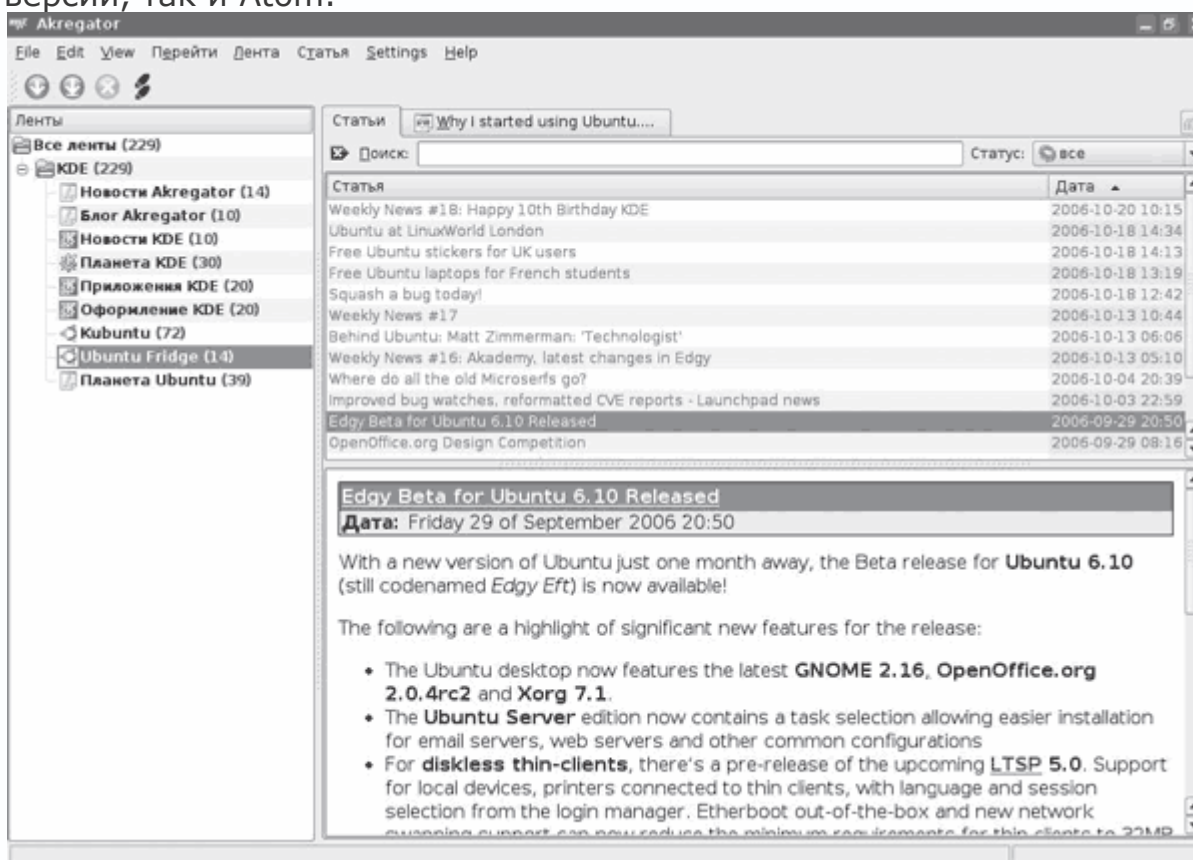 версий, так и Atom.
Akregator
File Edit View Перейти Лента Статья Settings Help
Ленты
Все ленты (229)
KDE (229)
Новости Akregator (14)
Блог Akregator (10)
Новости KDE (10)
Планета KDE (30)
Приложения KDE (20)
Оформление KDE (20)
Kubuntu (72)
Ubuntu Fridge (14)
Планета Ubuntu (39)
Статьи Why I started using Ubuntu....
Поиск: Статус: все
Статья Дата
Weekly News #18: Happy 10th Birthday KDE 2006-10-20 10:15
Ubuntu at LinuxWorld London 2006-10-18 14:34
Free Ubuntu stickers for UK users 2006-10-18 14:13
Free Ubuntu laptops for French students 2006-10-18 13:19
Squash a bug today! 2006-10-18 12:42
Weekly News #17 2006-10-13 10:44
Behind Ubuntu: Matt Zimmerman: 'Technologist' 2006-10-13 06:06
Weekly News #16: Akademy, latest changes in Edgy 2006-10-13 05:10
Where do all the old Microserfs go? 2006-10-04 20:39
Improved bug watches, reformatted CVE reports - Launchpad news 2006-10-03 22:59
Edgy Beta for Ubuntu 6.10 Released 2006-09-29 20:50
OpenOffice.org Design Competition 2006-09-29 08:16
Edgy Beta for Ubuntu 6.10 Released
Дата: Friday 29 of September 2006 20:50
With a new version of Ubuntu just one month away, the Beta release for Ubuntu 6.10
(still codenamed Edgy Eft) is now available!
The following are a highlight of significant new features for the release:
• The Ubuntu desktop now features the latest GNOME 2.16, OpenOffice.org
2.0.4rc2 and Xorg 7.1.
• The Ubuntu Server edition now contains a task selection allowing easier installation
for email servers, web servers and other common configurations
• For diskless thin-clients, there's a pre-release of the upcoming LTSP 5.0. Support
for local devices, printers connected to thin clients, with language and session
selection from the login manager. Etherboot out-of-the-box and new network
swapping support can now reduce the minimum requirements for thin clients to 32MB